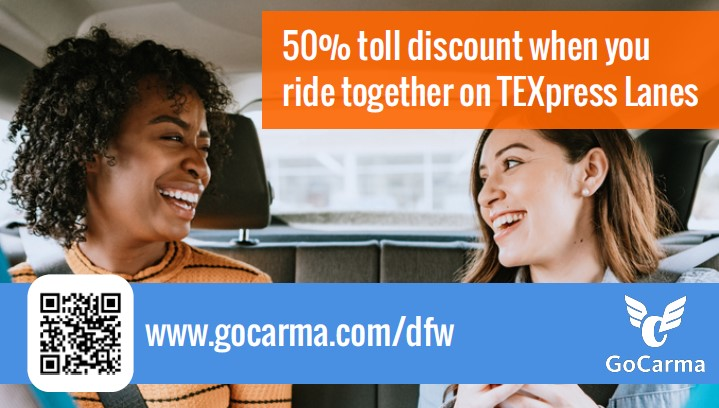 50% toll discount when you
ride together on TEXpress Lanes
www.gocarma.com/dfw
GoCarma